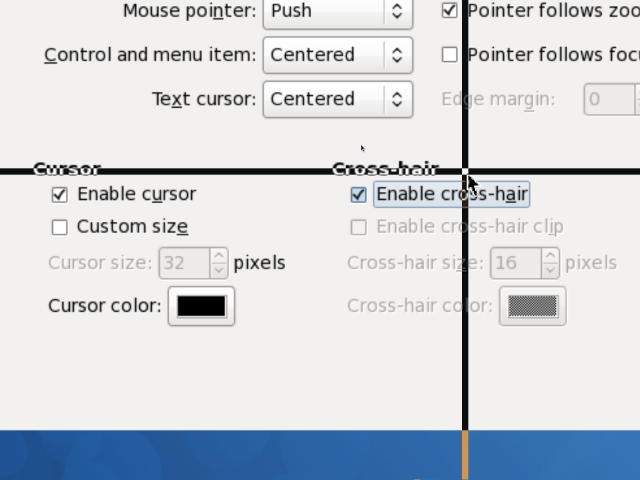 Mouse pointer: Push Pointer follows zoo
Control and menu item: Centered Pointer follows foc
Text cursor: Centered Edge margin: 0
Cursor Cross-hair
Enable cursor Enable cross-hair
Custom size Enable cross-hair clip
Cursor size: 32 pixels Cross-hair size: 16 pixels
Cursor color: Cross-hair color: